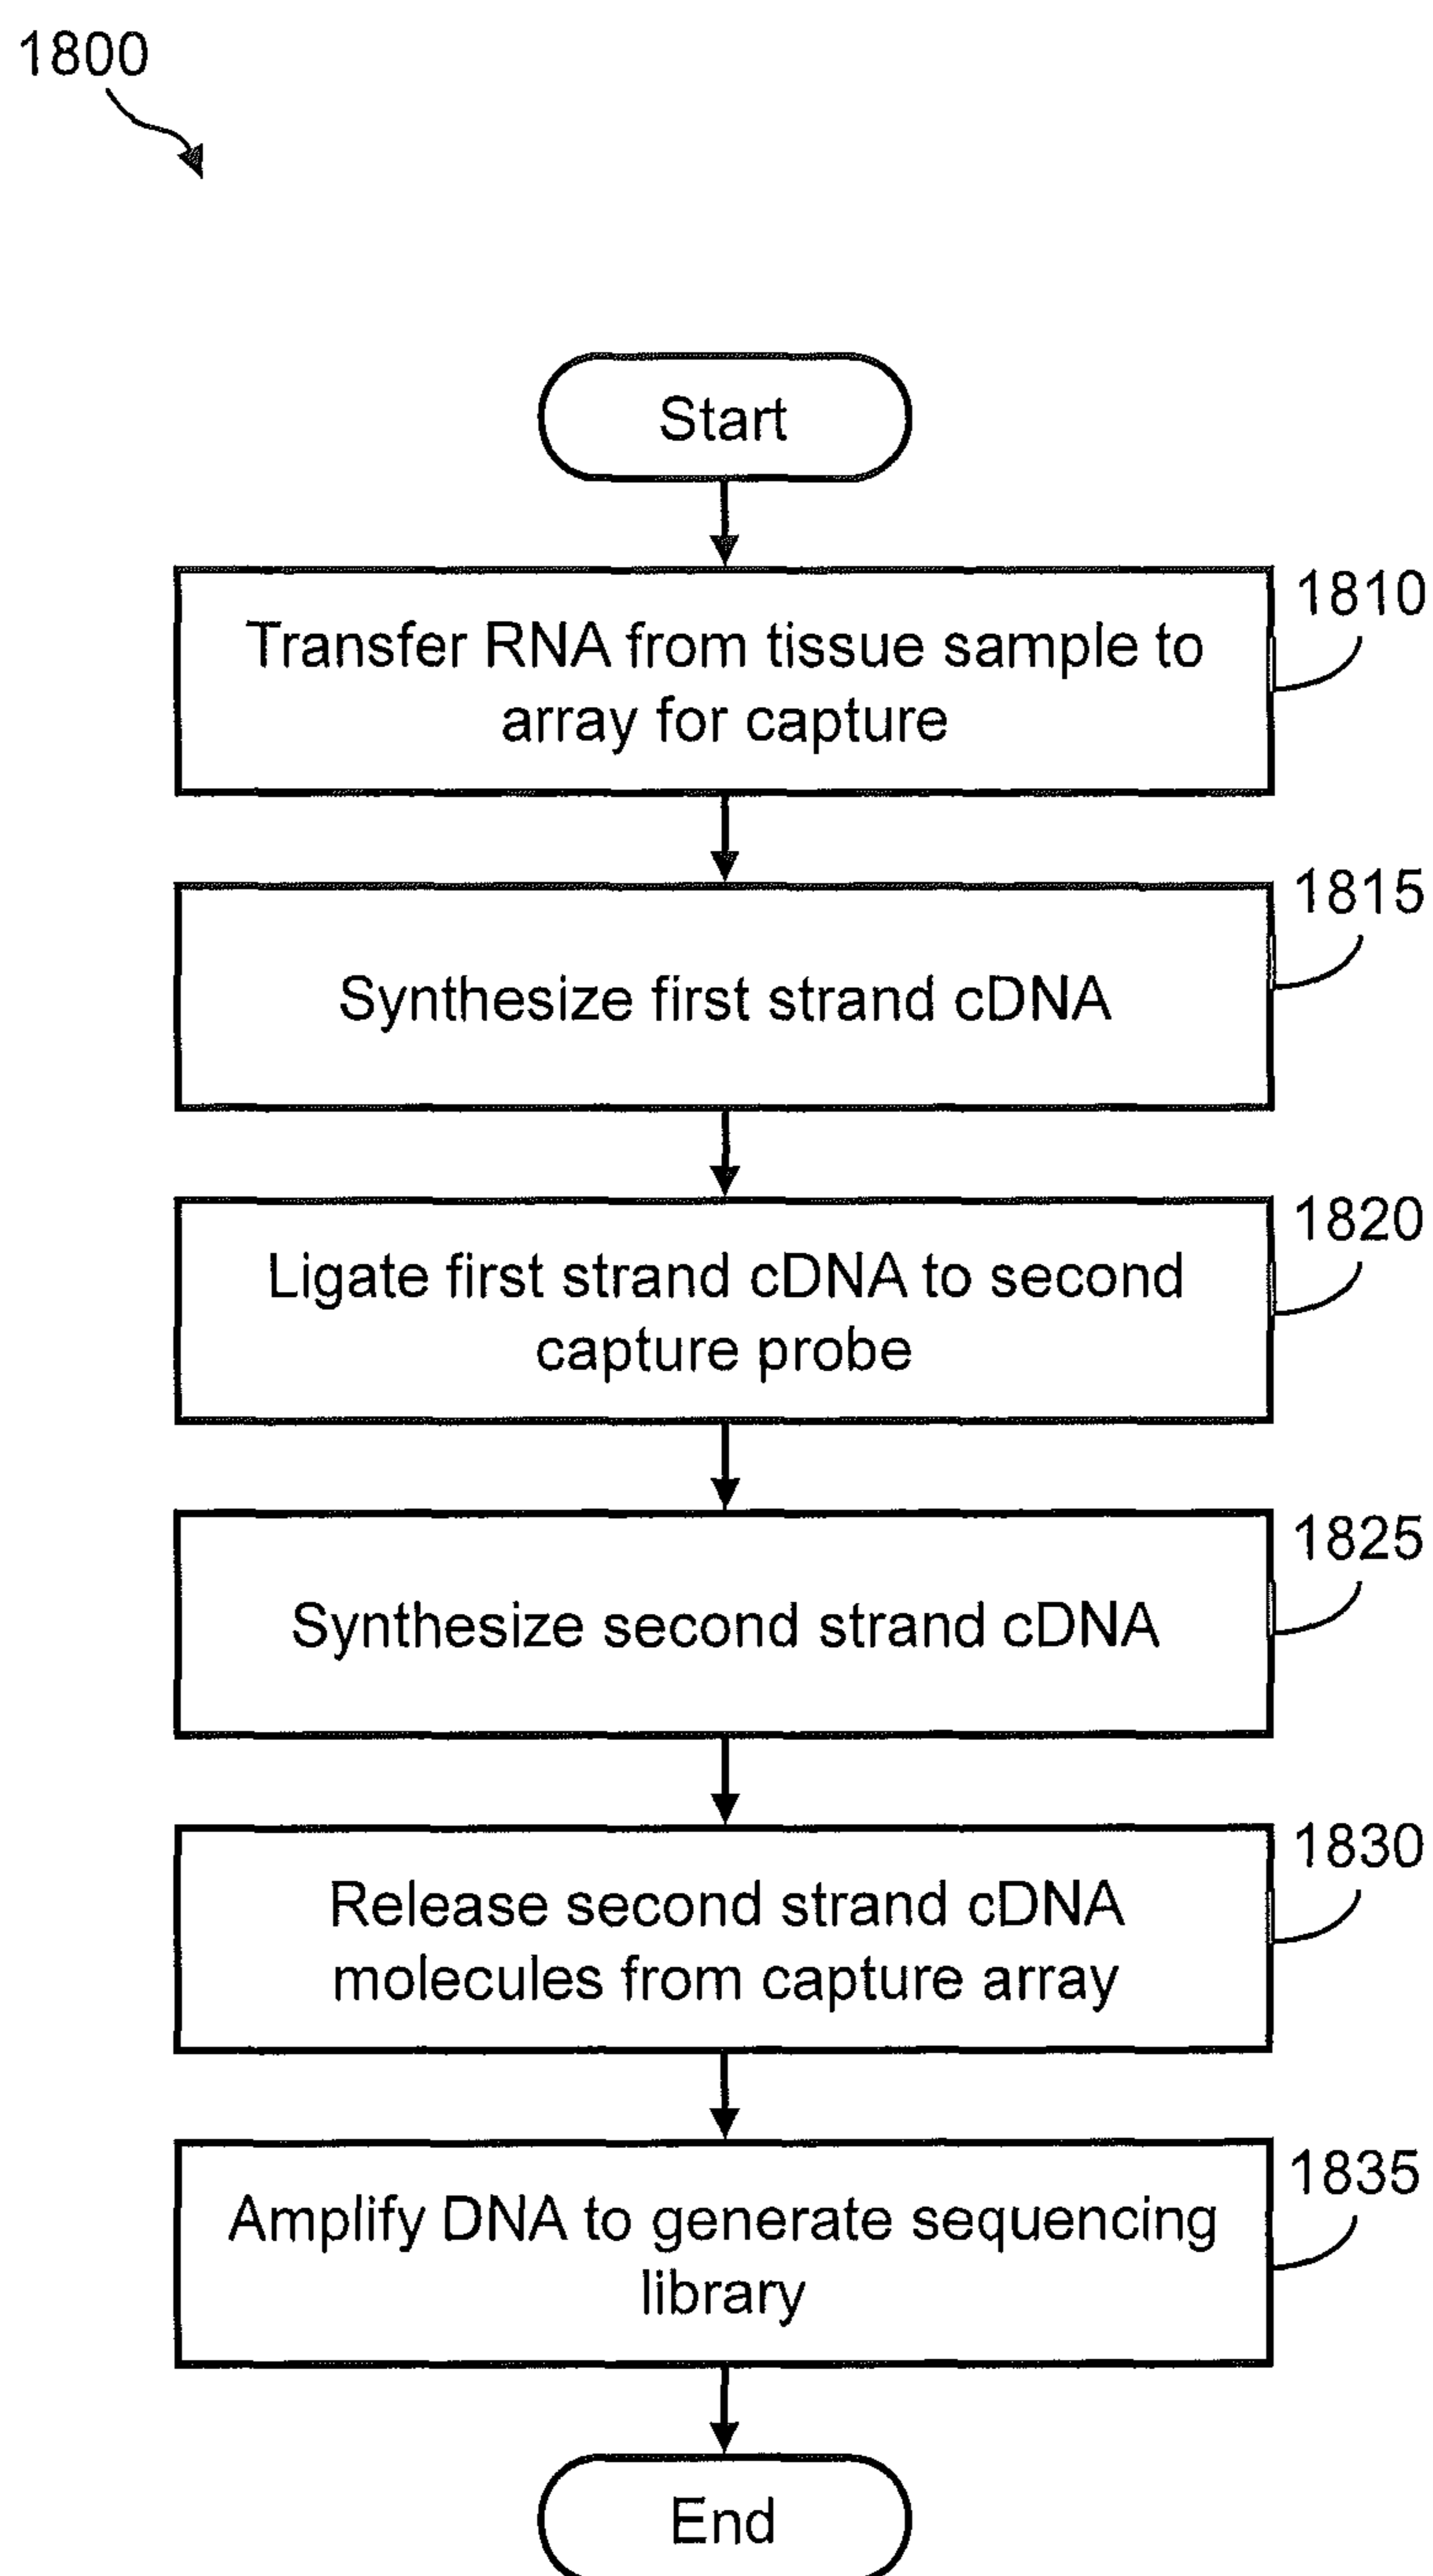 1800
Start
Transfer RNA from tissue sample to
array for capture
1810
Synthesize first strand cDNA
1815
Ligate first strand cDNA to second
capture probe
1820
Synthesize second strand cDNA
1825
Release second strand cDNA
molecules from capture array
1830
Amplify DNA to generate sequencing
library
1835
End